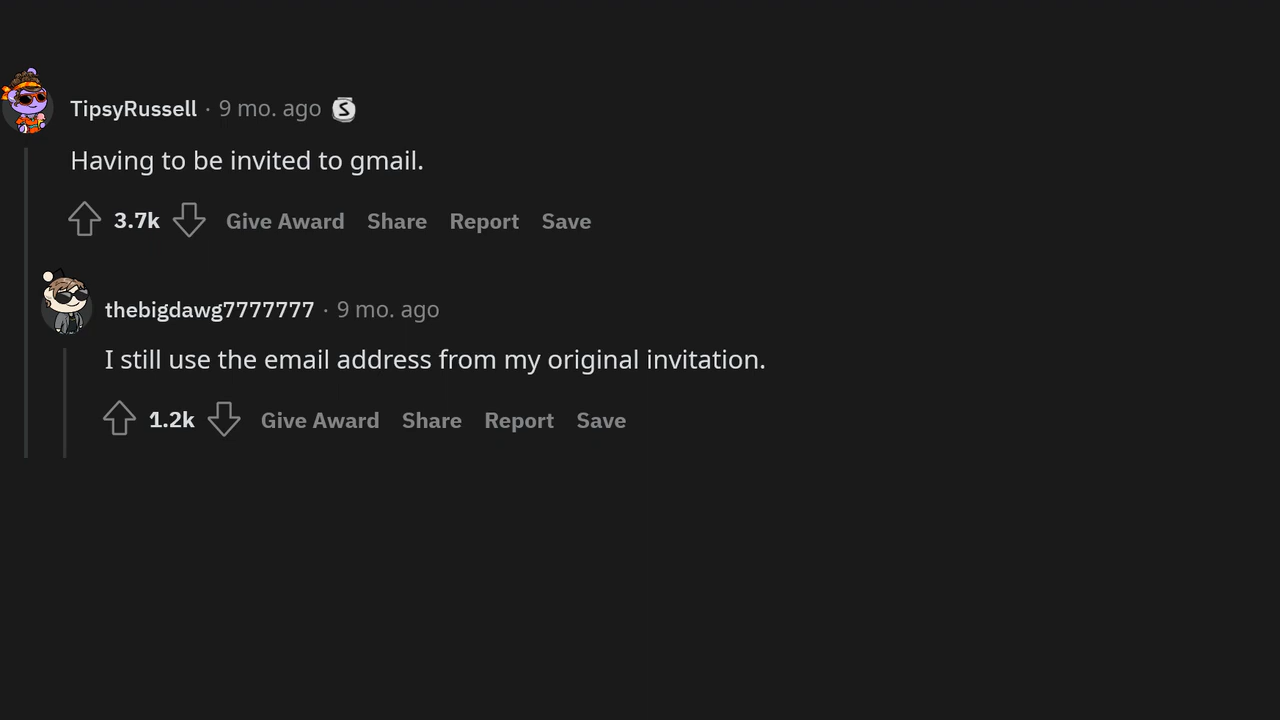 TipsyRussell · 9 mo. ago S
Having to be invited to gmail.
3.7k Give Award Share Report Save
thebigdawg7777777 · 9 mo. ago
I still use the email address from my original invitation.
1.2k Give Award Share Report Save